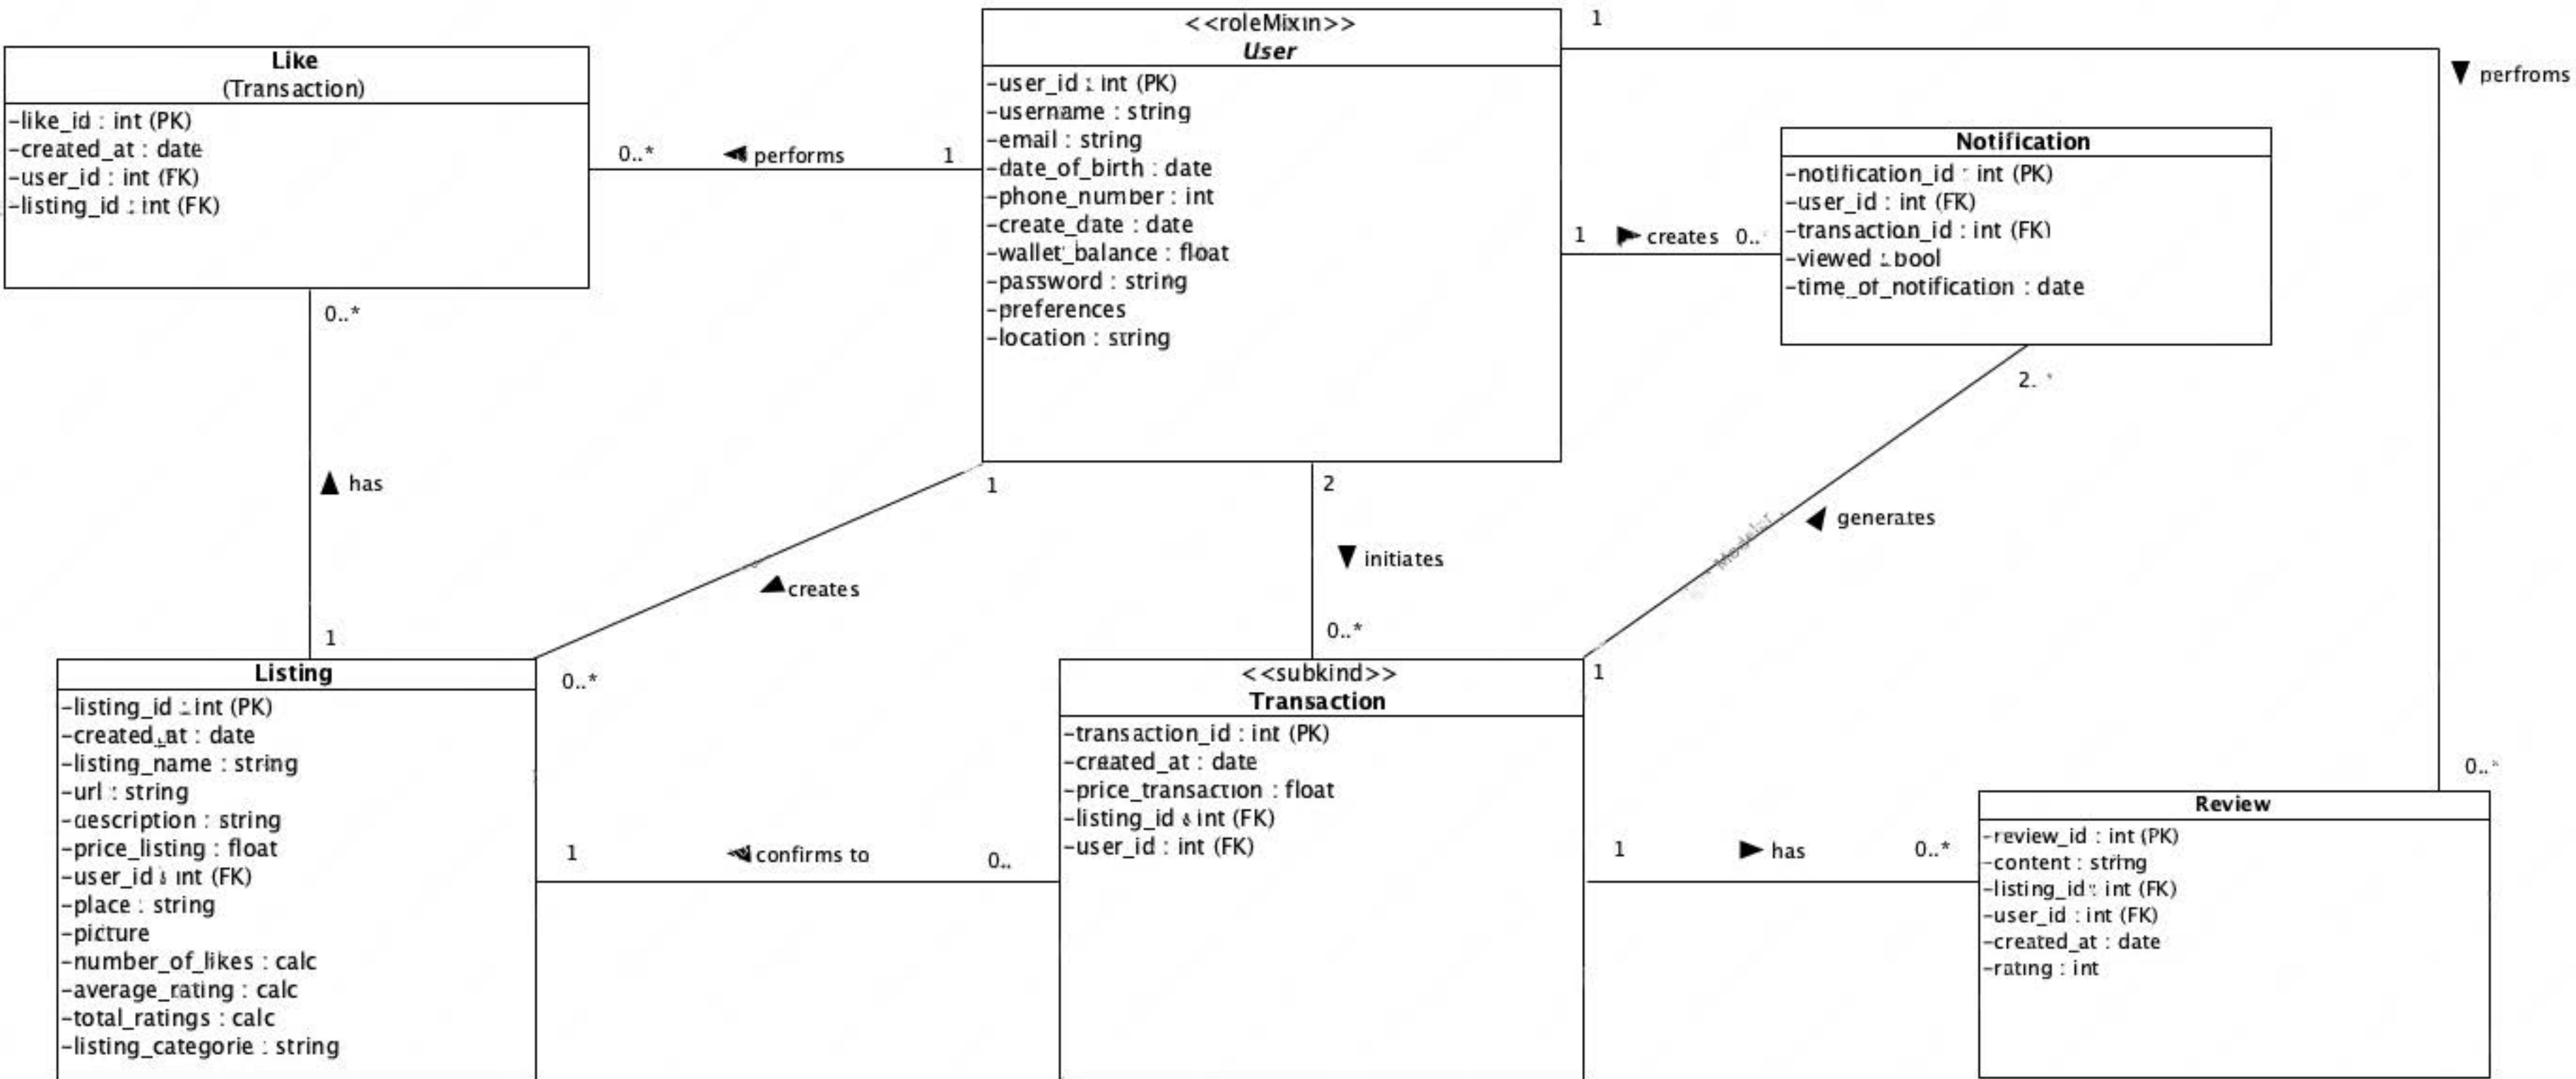 Like
(Transaction)
-like_id : int (PK)
-created_at : date
-user_id : int (FK)
-listing_id : int (FK)
0..*
performs
1
<<roleMixin>>
User
-user_id : int (PK)
-username : string
-email : string
-date_of_birth : date
-phone_number : int
-create_date : date
-wallet_balance : float
-password : string
-preferences
-location : string
1
perfroms
1
creates
0..
Notification
-notification_id : int (PK)
-user_id : int (FK)
-transaction_id : int (FK)
-viewed : bool
-time_of_notification : date
0..*
has
1
1
creates
0..*
2
initiates
0..*
2.
generates
Modeler
1
0..*
Listing
-listing_id : int (PK)
-created_at : date
-listing_name : string
-url : string
-description : string
-price_listing : float
-user_id : int (FK)
-place : string
-picture
-number_of_likes : calc
-average_rating : calc
-total_ratings : calc
-listing_categorie : string
1
confirms to
0..
<<subkind>>
Transaction
-transaction_id : int (PK)
-created_at : date
-price_transaction : float
-listing_id : int (FK)
-user_id : int (FK)
1
has
0..*
Review
-review_id : int (PK)
-content : string
-listing_id : int (FK)
-user_id : int (FK)
-created_at : date
-rating : int